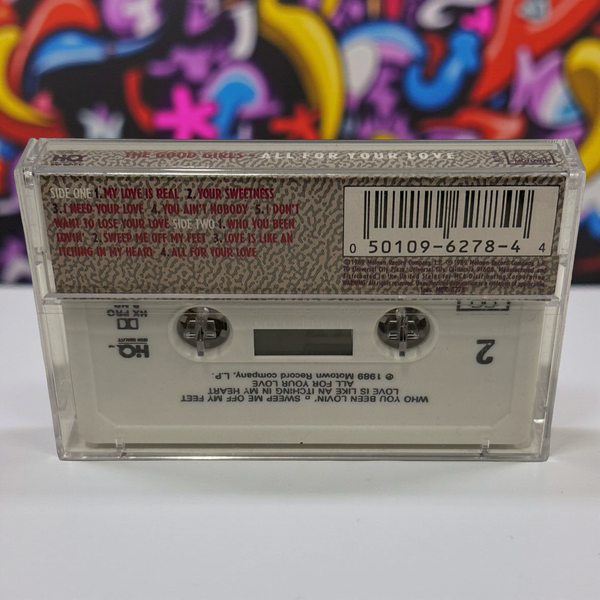 HQ THE GOOD GIRLS • ALL FOR YOUR LOVE
SIDE ONE 1. MY LOVE IS REAL 2. YOUR SWEETNESS
3. I NEED YOUR LOVE 4. YOU AIN'T NOBODY 5. I DON'T
WANT TO LOSE YOUR LOVE SIDE TWO 1. WHO YOU BEEN
LOVIN' 2. SWEEP ME OFF MY FEET 3. LOVE IS LIKE AN
ITCHING IN MY HEART 4. ALL FOR YOUR LOVE
0 50109-6278-4 4
2
HX PRO
HQ
HIGH QUALITY
WHO YOU BEEN LOVIN' □ SWEEP ME OFF MY FEET
LOVE IS LIKE AN ITCHING IN MY HEART
ALL FOR YOUR LOVE
℗ 1989 Motown Record company, L.P.